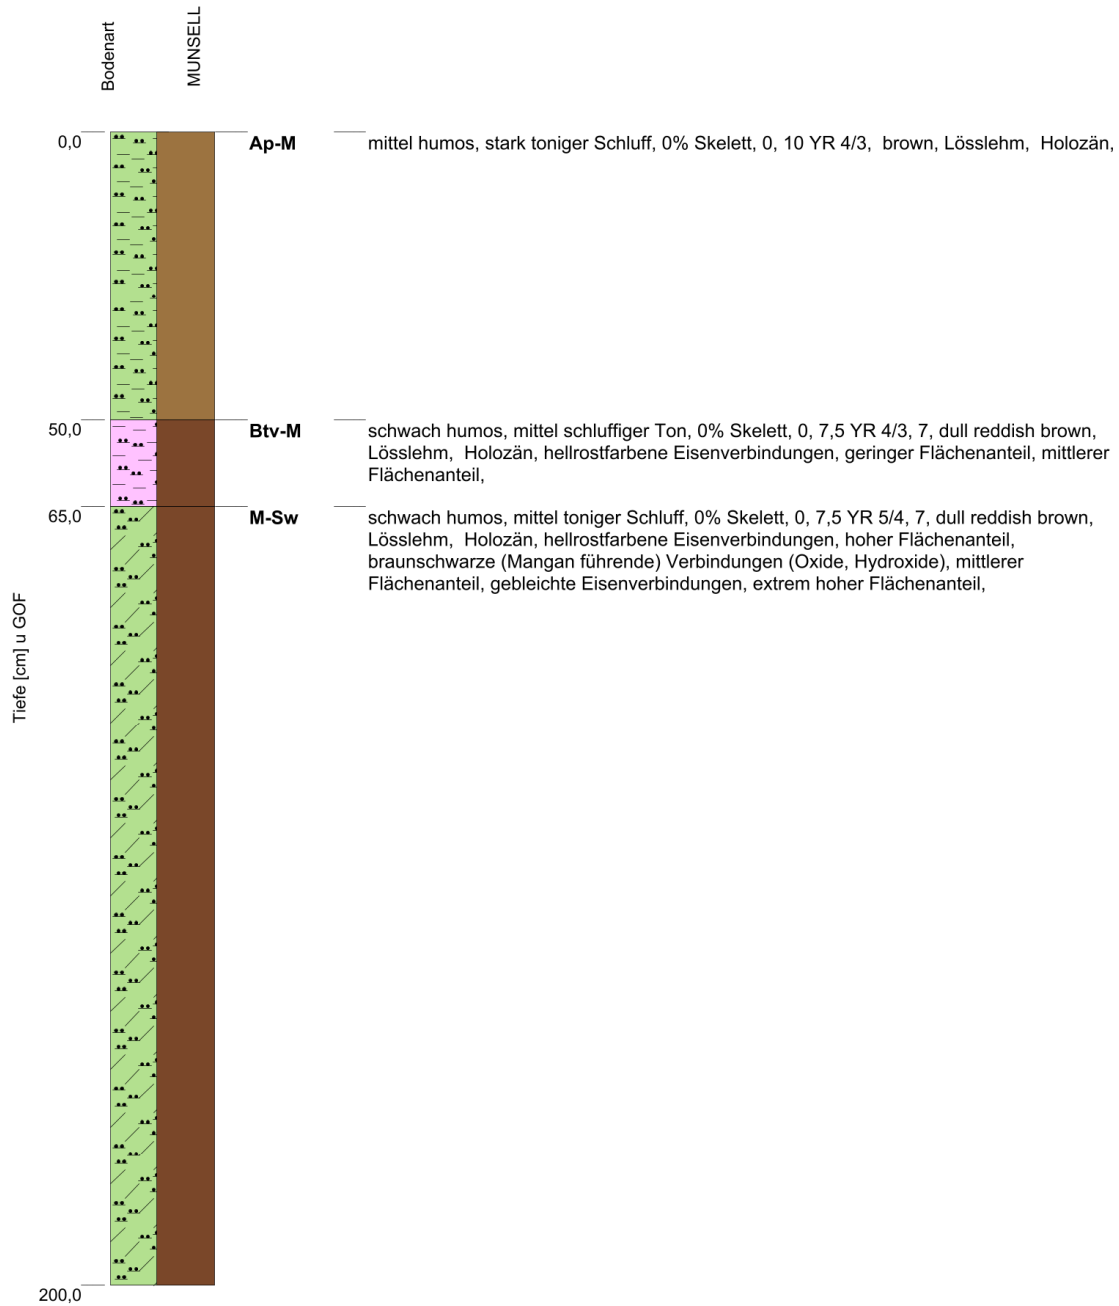 Bodenart
MUNSELL
0,0
Ap-M
mittel humos, stark toniger Schluff, 0% Skelett, 0, 10 YR 4/3,  brown, Lösslehm,  Holozän,
50,0
Btv-M
schwach humos, mittel schluffiger Ton, 0% Skelett, 0, 7,5 YR 4/3, 7, dull reddish brown,
Lösslehm,  Holozän, hellrostfarbene Eisenverbindungen, geringer Flächenanteil, mittlerer
Flächenanteil,
65,0
M-Sw
schwach humos, mittel toniger Schluff, 0% Skelett, 0, 7,5 YR 5/4, 7, dull reddish brown,
Lösslehm,  Holozän, hellrostfarbene Eisenverbindungen, hoher Flächenanteil,
braunschwarze (Mangan führende) Verbindungen (Oxide, Hydroxide), mittlerer
Flächenanteil, gebleichte Eisenverbindungen, extrem hoher Flächenanteil,
Tiefe [cm] u GOF
200,0